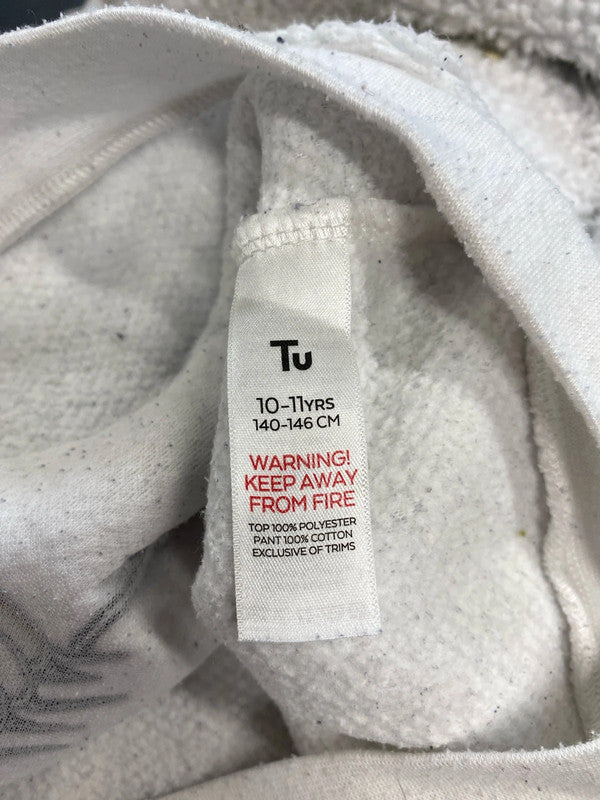 Tu
10-11YRS
140-146 CM
WARNING!
KEEP AWAY
FROM FIRE
TOP 100% POLYESTER
PANT 100% COTTON
EXCLUSIVE OF TRIMS